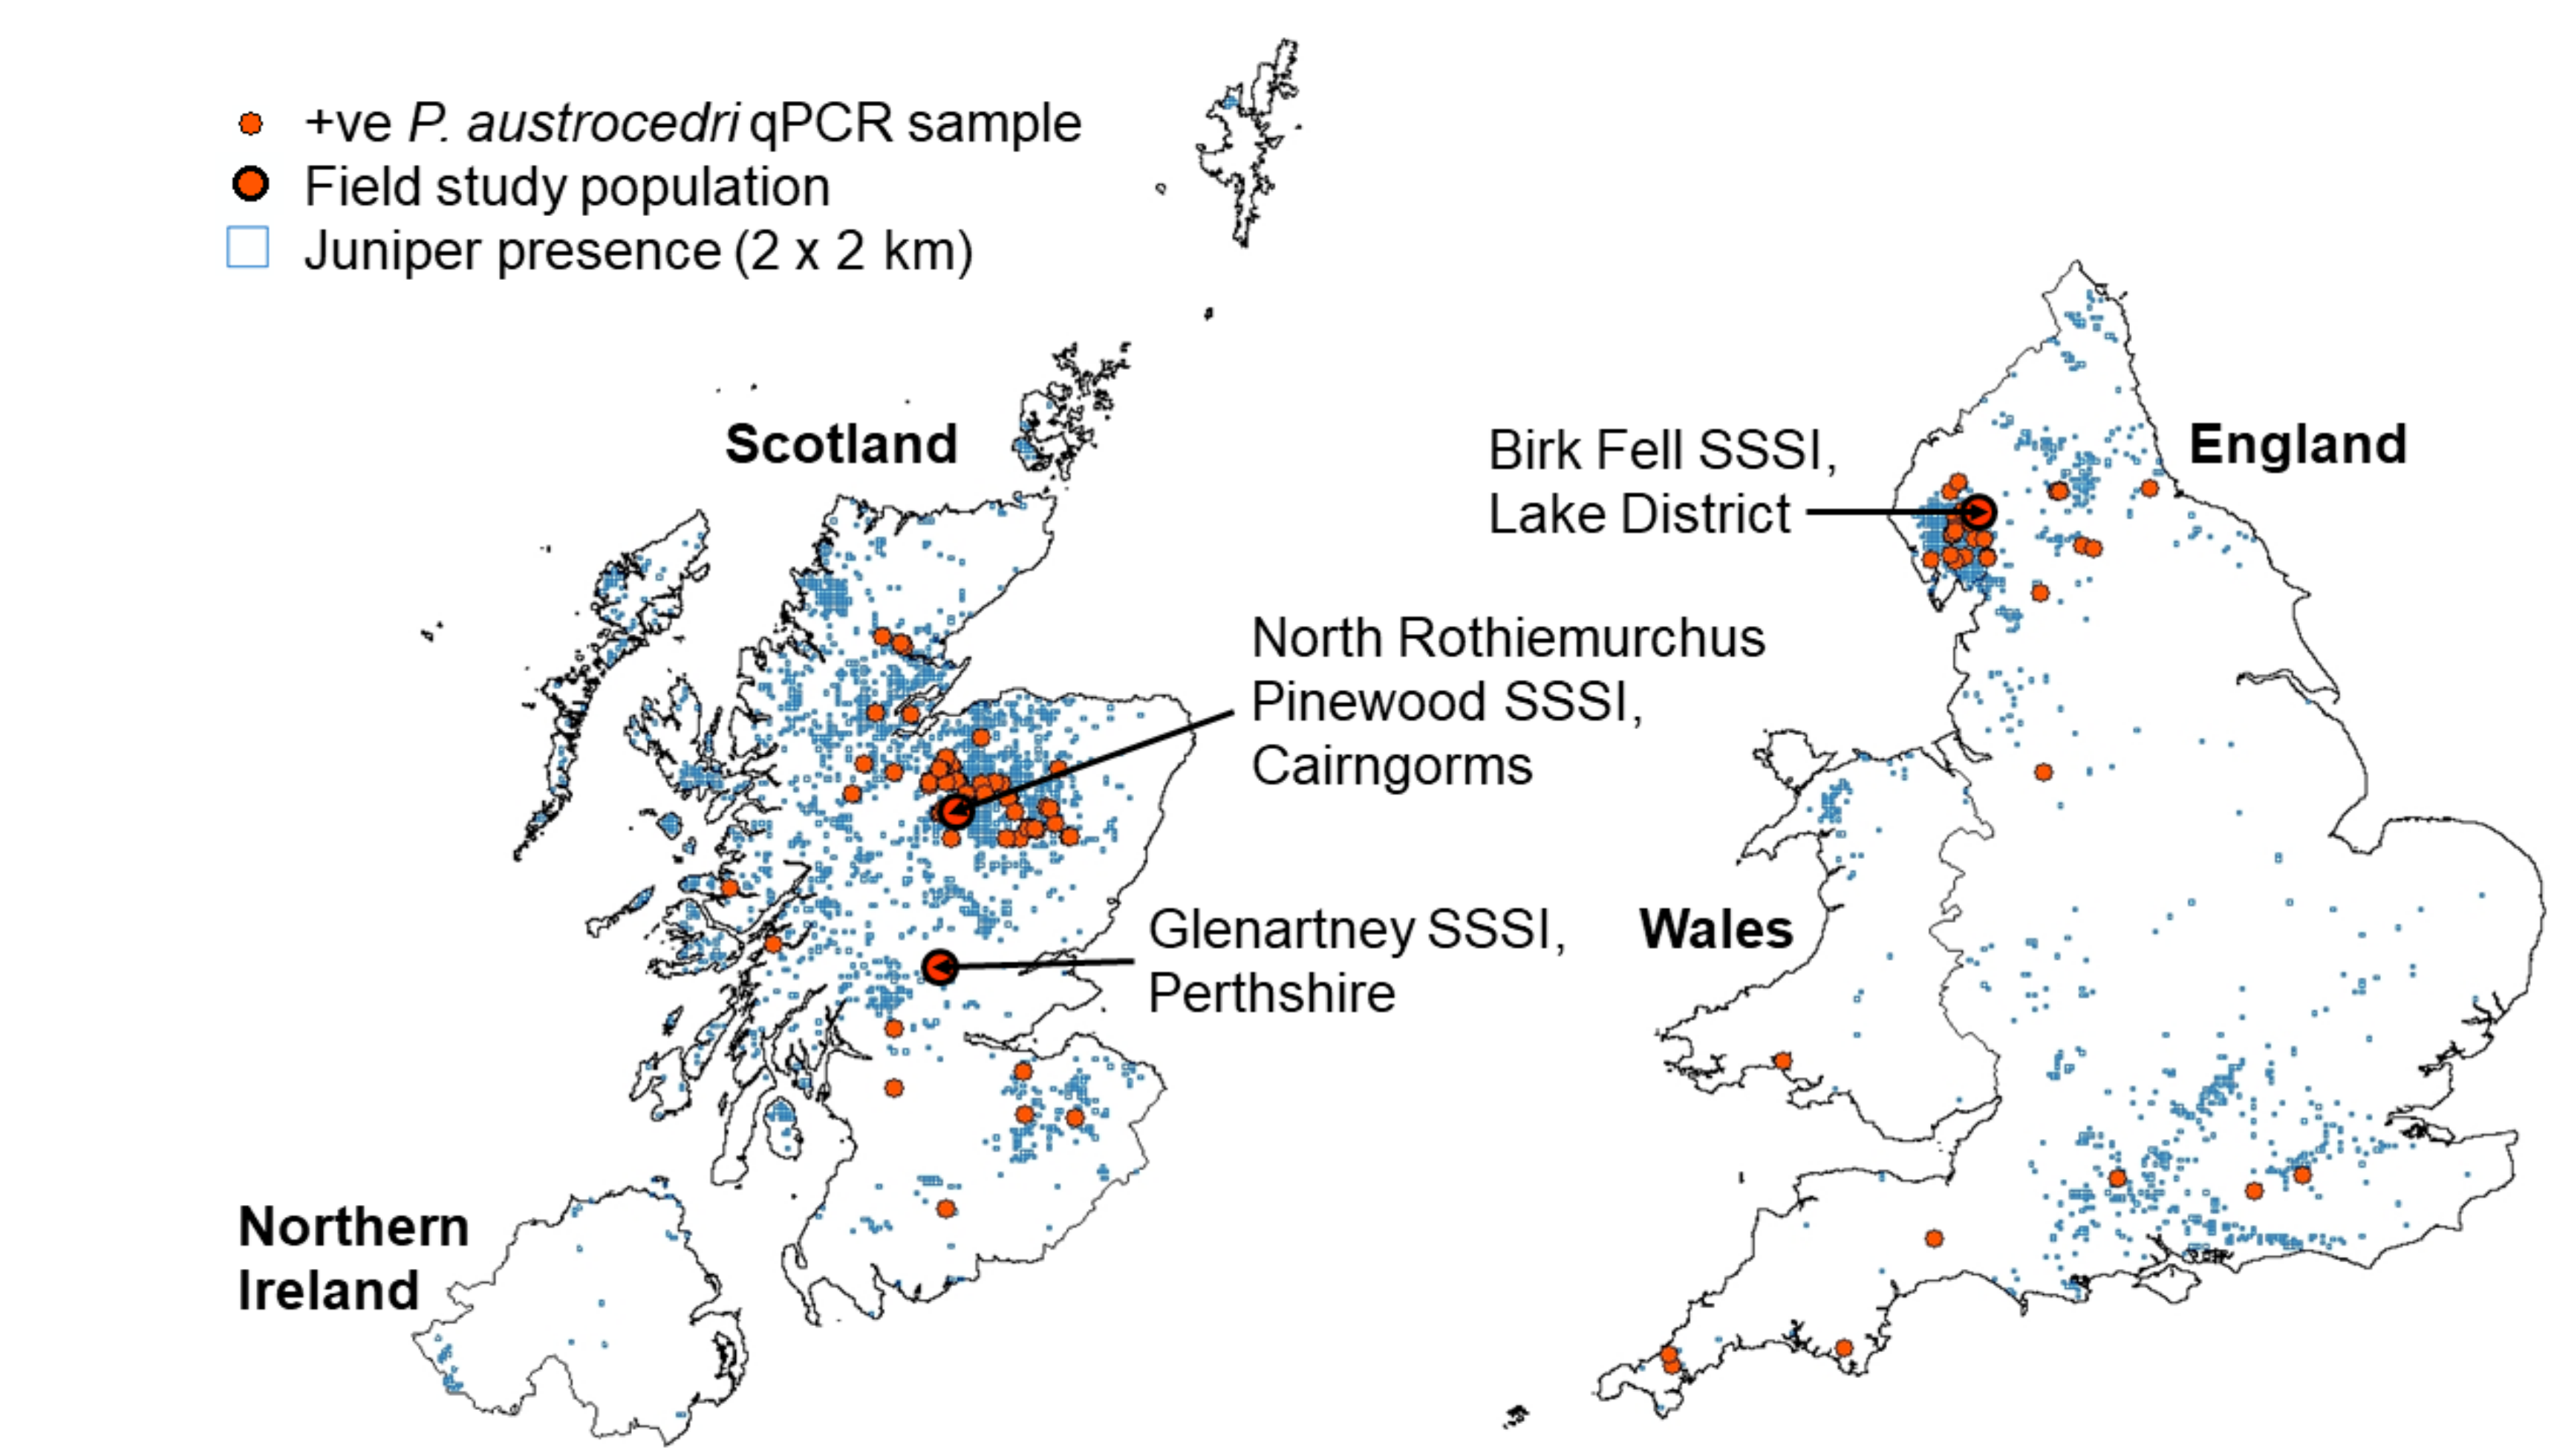 +ve P. austrocedri qPCR sample
Field study population
Juniper presence (2 x 2 km)
Scotland
England
Birk Fell SSSI,
Lake District
North Rothiemurchus
Pinewood SSSI,
Cairngorms
Glenartney SSSI,
Perthshire
Wales
Northern
Ireland